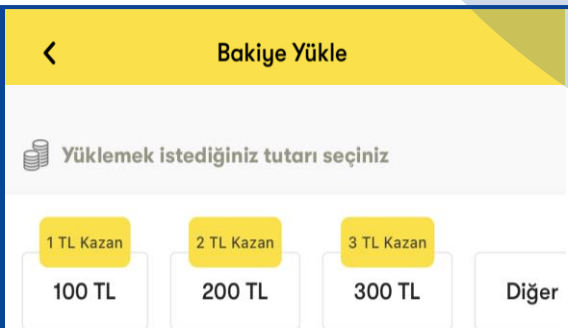 Bakiye Yükle
Yüklemek istediğiniz tutarı seçiniz
1 TL Kazan 2 TL Kazan 3 TL Kazan
100 TL 200 TL 300 TL Diğer